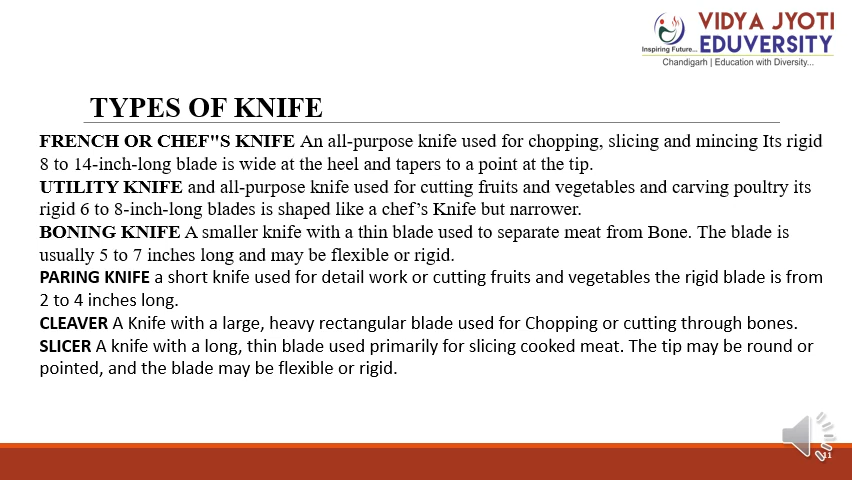 VIDYA JYOTI
EDUVERSITY
Inspiring Future...
Chandigarh | Education with Diversity...
TYPES OF KNIFE
FRENCH OR CHEF"S KNIFE An all-purpose knife used for chopping, slicing and mincing Its rigid
8 to 14-inch-long blade is wide at the heel and tapers to a point at the tip.
UTILITY KNIFE and all-purpose knife used for cutting fruits and vegetables and carving poultry its
rigid 6 to 8-inch-long blades is shaped like a chef’s Knife but narrower.
BONING KNIFE A smaller knife with a thin blade used to separate meat from Bone. The blade is
usually 5 to 7 inches long and may be flexible or rigid.
PARING KNIFE a short knife used for detail work or cutting fruits and vegetables the rigid blade is from
2 to 4 inches long.
CLEAVER A Knife with a large, heavy rectangular blade used for Chopping or cutting through bones.
SLICER A knife with a long, thin blade used primarily for slicing cooked meat. The tip may be round or
pointed, and the blade may be flexible or rigid.
11